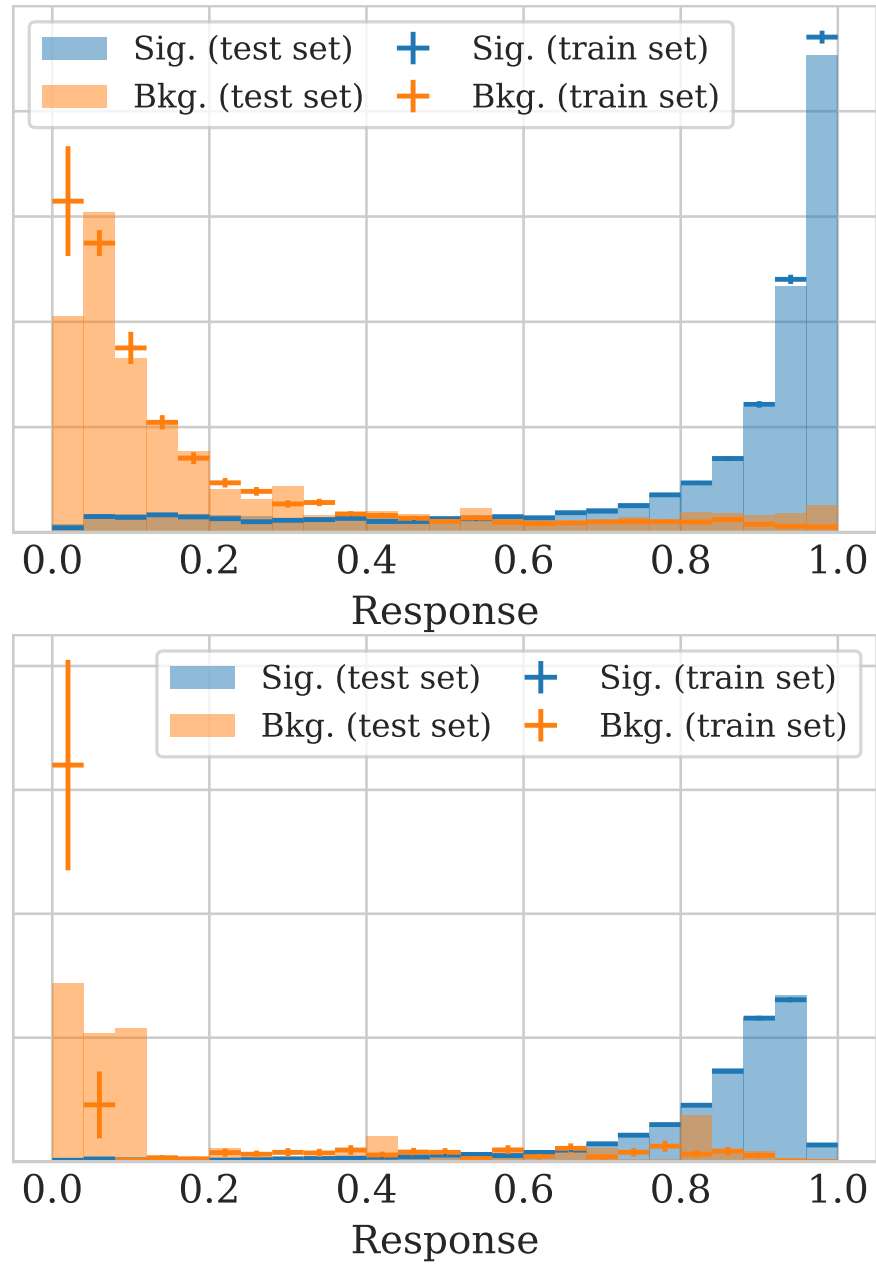 Sig. (test set) Sig. (train set)
Bkg. (test set) Bkg. (train set)
0.0 0.2 0.4 0.6 0.8 1.0
Response
Sig. (test set) Sig. (train set)
Bkg. (test set) Bkg. (train set)
0.0 0.2 0.4 0.6 0.8 1.0
Response